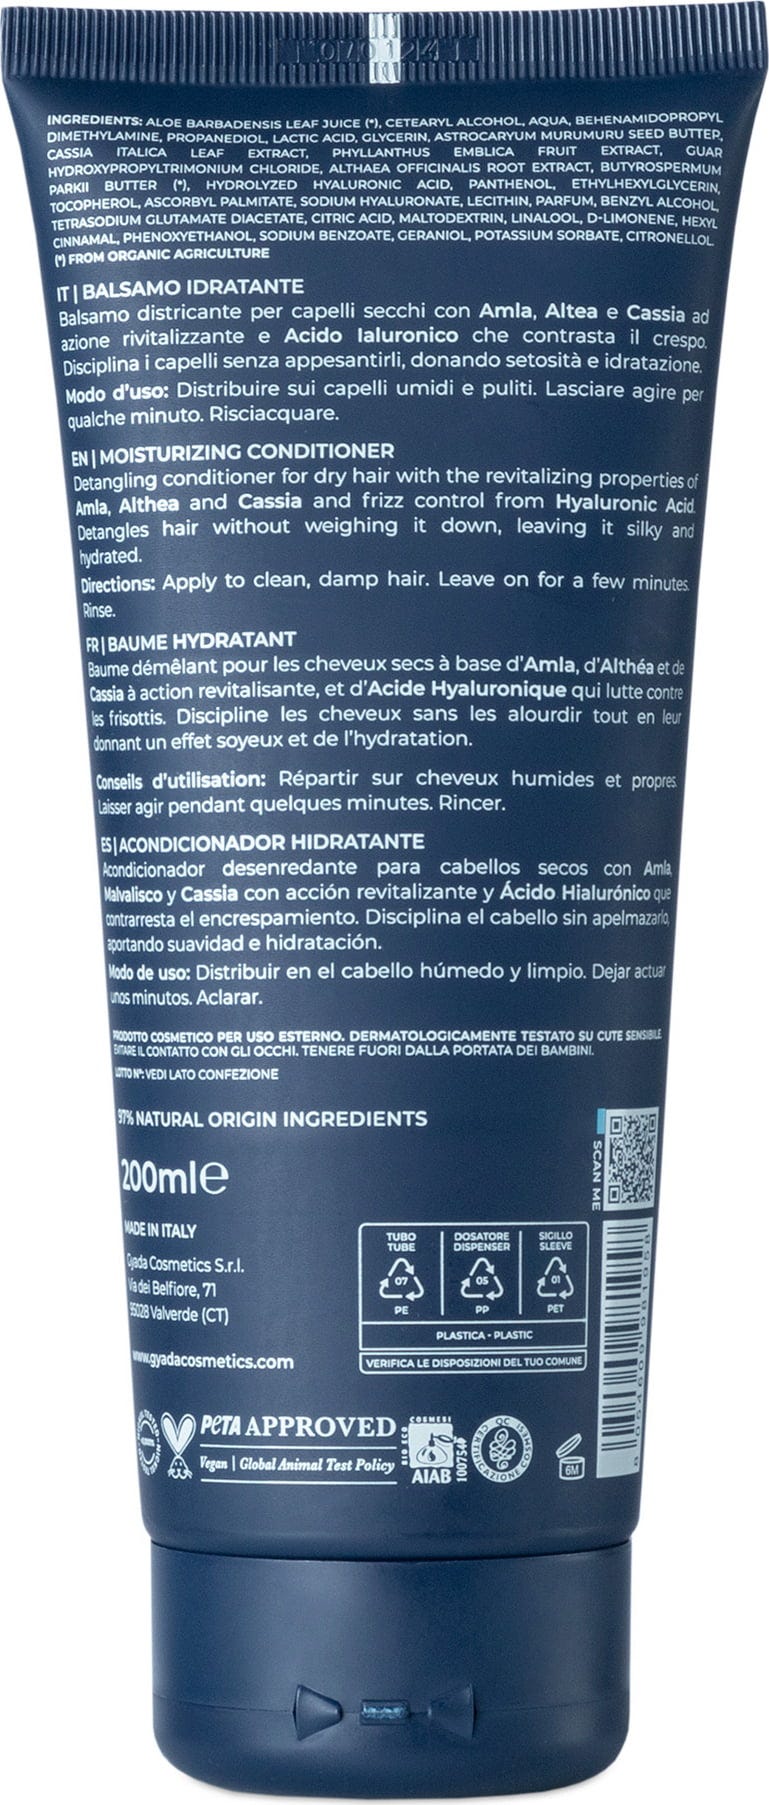 070124
INGREDIENTS: ALOE BARBADENSIS LEAF JUICE (*), CETEARYL ALCOHOL, AQUA, BEHENAMIDOPROPYL
DIMETHYLAMINE, PROPANEDIOL, LACTIC ACID, GLYCERIN, ASTROCARYUM MURUMURU SEED BUTTER,
CASSIA ITALICA LEAF EXTRACT, PHYLLANTHUS EMBLICA FRUIT EXTRACT, GUAR
HYDROXYPROPYLTRIMONIUM CHLORIDE, ALTHAEA OFFICINALIS ROOT EXTRACT, BUTYROSPERMUM
PARKII BUTTER (*), HYDROLYZED HYALURONIC ACID, PANTHENOL, ETHYLHEXYLGLYCERIN,
TOCOPHEROL, ASCORBYL PALMITATE, SODIUM HYALURONATE, LECITHIN, PARFUM, BENZYL ALCOHOL,
TETRASODIUM GLUTAMATE DIACETATE, CITRIC ACID, MALTODEXTRIN, LINALOOL, D-LIMONENE, HEXYL
CINNAMAL, PHENOXYETHANOL, SODIUM BENZOATE, GERANIOL, POTASSIUM SORBATE, CITRONELLOL.
(*) FROM ORGANIC AGRICULTURE
IT | BALSAMO IDRATANTE
Balsamo districante per capelli secchi con Amla, Altea e Cassia ad
azione rivitalizzante e Acido Ialuronico che contrasta il crespo.
Disciplina i capelli senza appesantirli, donando setosità e idratazione.
Modo d'uso: Distribuire sui capelli umidi e puliti. Lasciare agire per
qualche minuto. Risciacquare.
EN | MOISTURIZING CONDITIONER
Detangling conditioner for dry hair with the revitalizing properties of
Amla, Althea and Cassia and frizz control from Hyaluronic Acid.
Detangles hair without weighing it down, leaving it silky and
hydrated.
Directions: Apply to clean, damp hair. Leave on for a few minutes.
Rinse.
FR | BAUME HYDRATANT
Baume démêlant pour les cheveux secs à base d'Amla, d'Althéa et de
Cassia à action revitalisante, et d'Acide Hyaluronique qui lutte contre
les frisottis. Discipline les cheveux sans les alourdir tout en leur
donnant un effet soyeux et de l'hydratation.
Conseils d'utilisation: Répartir sur cheveux humides et propres.
Laisser agir pendant quelques minutes. Rincer.
ES | ACONDICIONADOR HIDRATANTE
Acondicionador desenredante para cabellos secos con Amla,
Malvalisco y Cassia con acción revitalizante y Ácido Hialurónico que
contrarresta el encrespamiento. Disciplina el cabello sin apelmazarlo,
aportando suavidad e hidratación.
Modo de uso: Distribuir en el cabello húmedo y limpio. Dejar actuar
unos minutos. Aclarar.
PRODOTTO COSMETICO PER USO ESTERNO. DERMATOLOGICAMENTE TESTATO SU CUTE SENSIBILE.
EVITARE IL CONTATTO CON GLI OCCHI. TENERE FUORI DALLA PORTATA DEI BAMBINI.
LOTTO N°: VEDI LATO CONFEZIONE
97% NATURAL ORIGIN INGREDIENTS
200ml e
SCAN ME
MADE IN ITALY
Gyada Cosmetics S.r.l.
Via dei Belfiore, 71
95028 Valverde (CT)
www.gyadacosmetics.com
TUBO DOSATORE SIGILLO
TUBE DISPENSER SLEEVE
07 05 01
PE PP PET
PLASTICA - PLASTIC
VERIFICA LE DISPOSIZIONI DEL TUO COMUNE
8 054609 981958
PETA APPROVED
Vegan | Global Animal Test Policy
COSMESI
BIO ECO
AIAB
1007540
QC
CERTIFICAZIONE COSMESI
6M